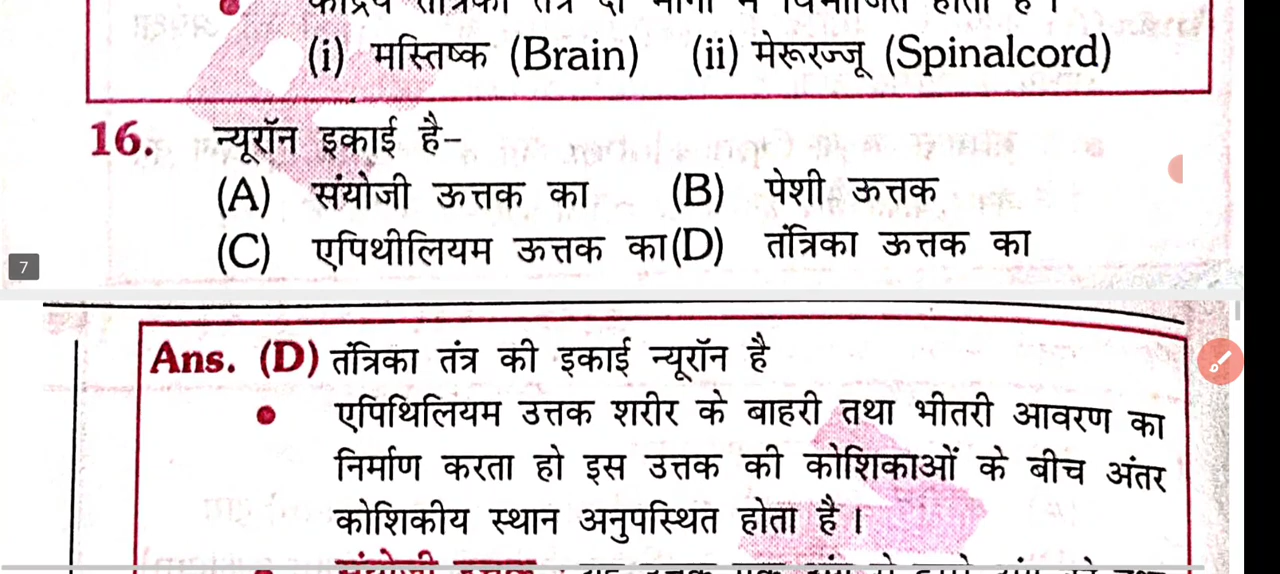 केंद्रिय तंत्रिका तंत्र दो भागों में विभाजित होता है।
(i) मस्तिष्क (Brain) (ii) मेरूरज्जू (Spinalcord)
16. न्यूरॉन इकाई है-
(A) संयोजी ऊत्तक का (B) पेशी ऊत्तक
(C) एपिथीलियम ऊत्तक का(D) तंत्रिका ऊत्तक का
7
Ans. (D) तंत्रिका तंत्र की इकाई न्यूरॉन है
एपिथिलियम उत्तक शरीर के बाहरी तथा भीतरी आवरण का
निर्माण करता हो इस उत्तक की कोशिकाओं के बीच अंतर
कोशिकीय स्थान अनुपस्थित होता है।